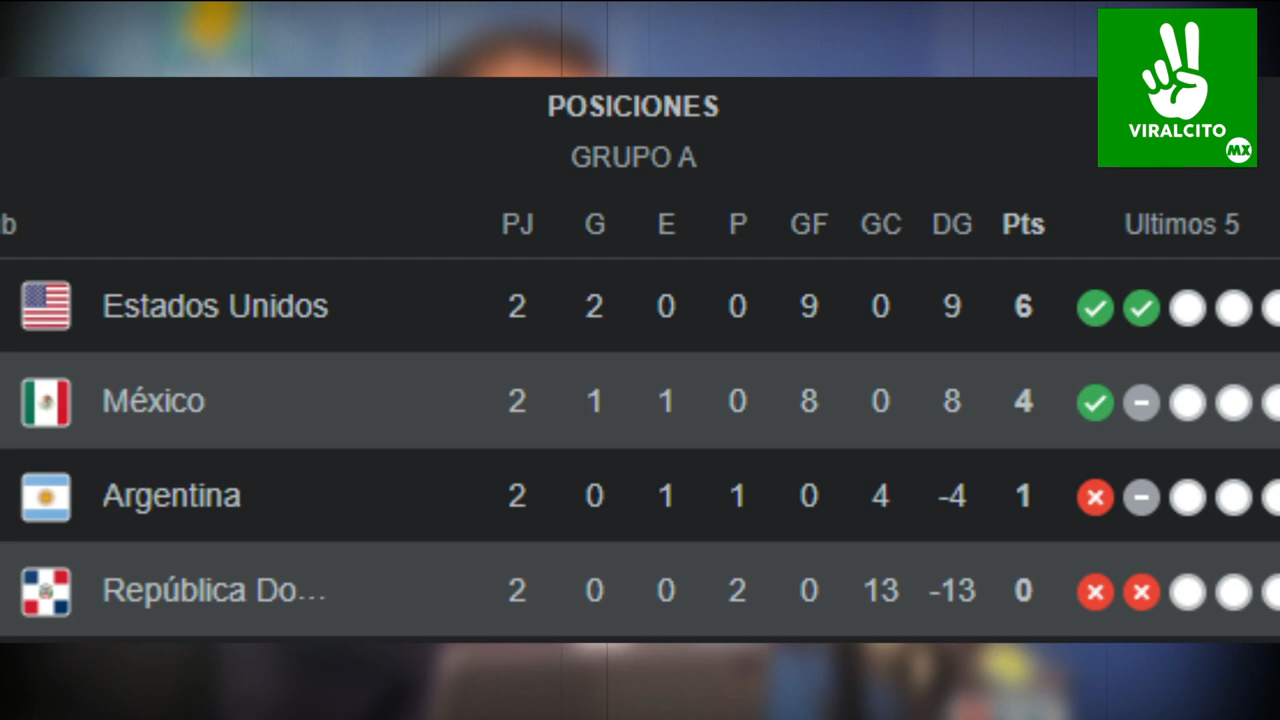 VIRALCITO
MX
POSICIONES
GRUPO A
b PJ G E P GF GC DG Pts Ultimos 5
Estados Unidos 2 2 0 0 9 0 9 6
México 2 1 1 0 8 0 8 4
Argentina 2 0 1 1 0 4 -4 1
República Do... 2 0 0 2 0 13 -13 0